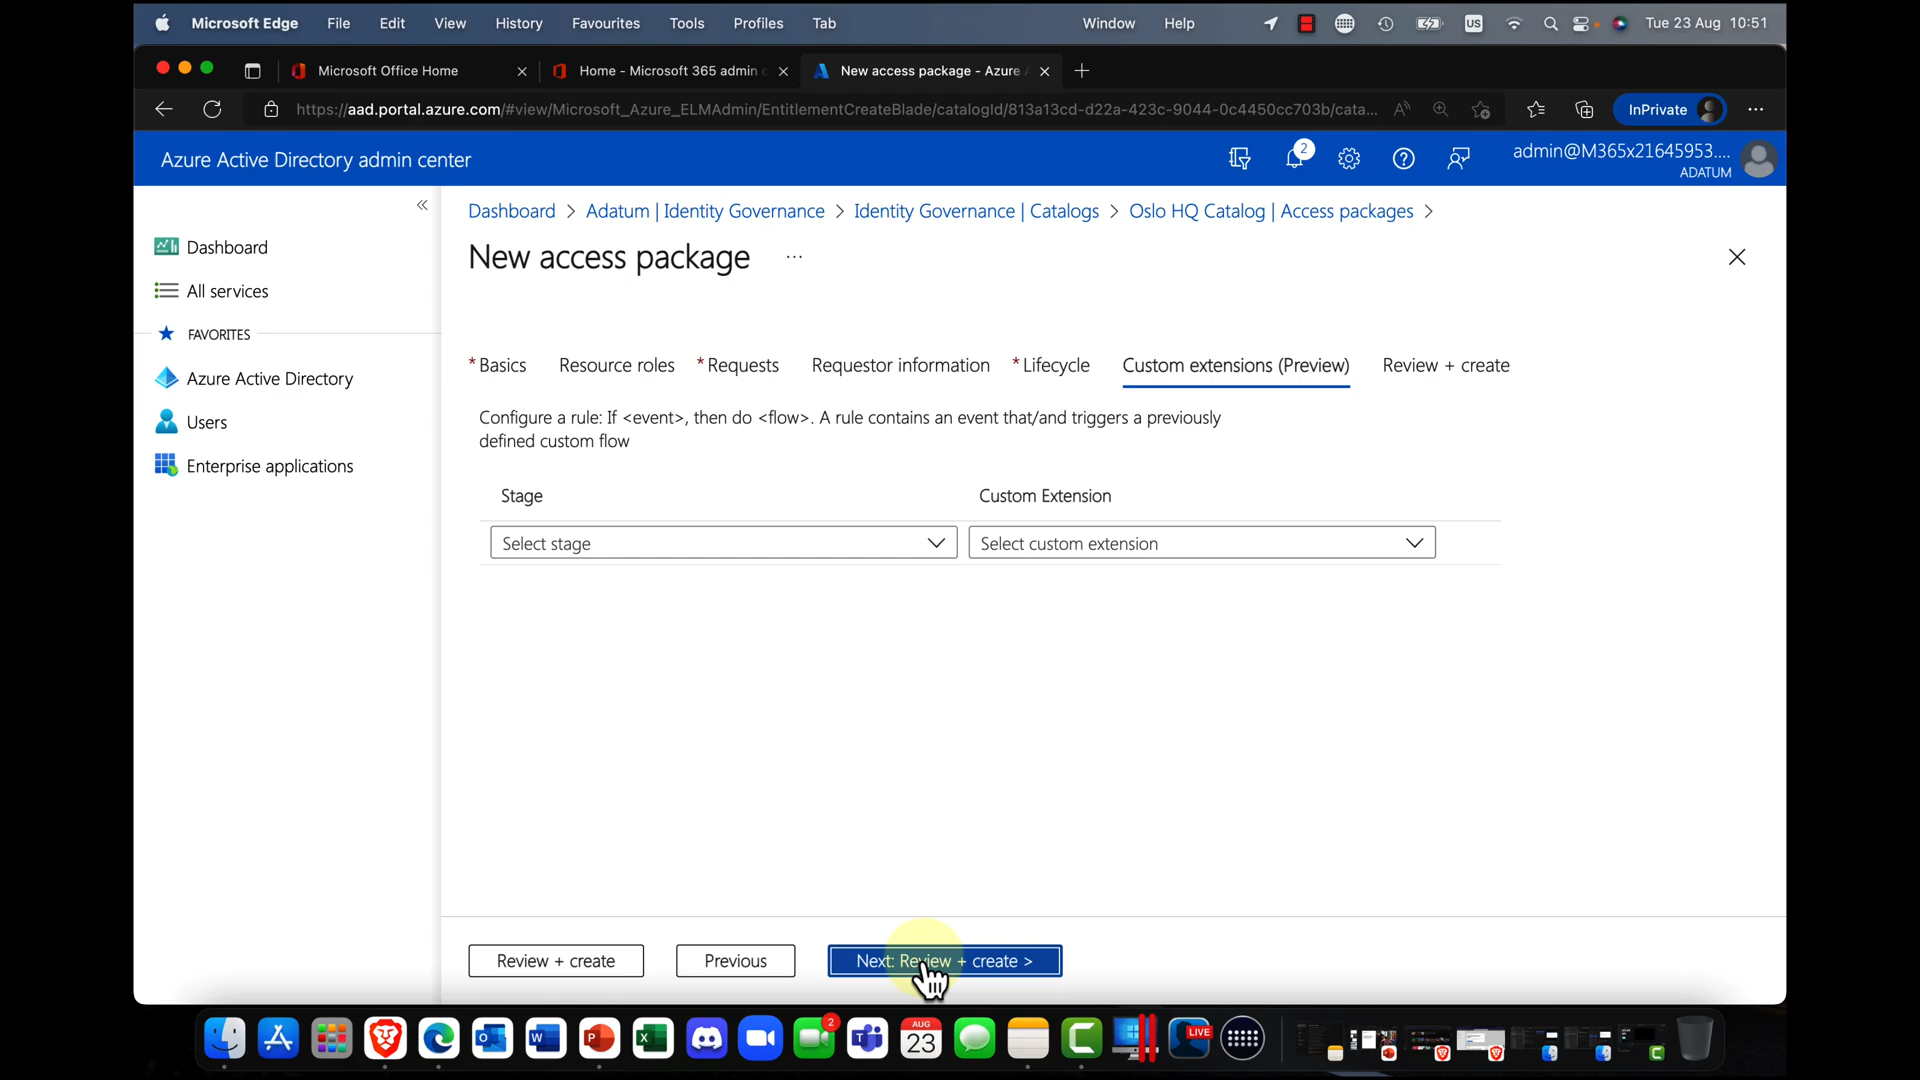 Microsoft Edge File Edit View History Favourites Tools Profiles Tab Window Help US Tue 23 Aug 10:51
Microsoft Office Home
Home - Microsoft 365 admin c
New access package - Azure A
https://aad.portal.azure.com/#view/Microsoft_Azure_ELMAdmin/EntitlementCreateBlade/catalogId/813a13cd-d22a-423c-9044-0c4450cc703b/cata...
InPrivate
Azure Active Directory admin center
2
admin@M365x21645953....
ADATUM
Dashboard > Adatum | Identity Governance > Identity Governance | Catalogs > Oslo HQ Catalog | Access packages >
New access package ...
Dashboard
All services
FAVORITES
Azure Active Directory
Users
Enterprise applications
* Basics Resource roles * Requests Requestor information * Lifecycle Custom extensions (Preview) Review + create
Configure a rule: If <event>, then do <flow>. A rule contains an event that/and triggers a previously
defined custom flow
Stage Custom Extension
Select stage Select custom extension
Review + create Previous Next: Review + create >
2
AUG
23
LIVE